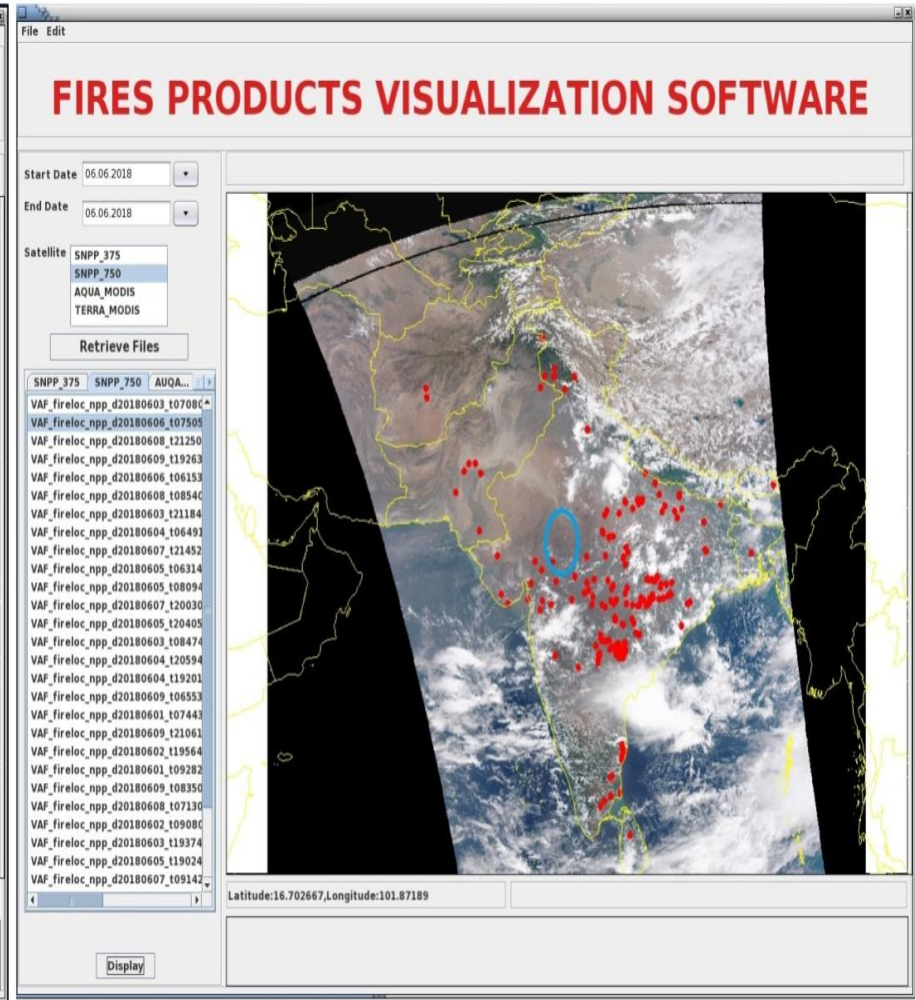 File Edit
FIRES PRODUCTS VISUALIZATION SOFTWARE
Start Date 06.06.2018
End Date 06.06.2018
Satellite SNPP_375
SNPP_750
AQUA_MODIS
TERRA_MODIS
Retrieve Files
SNPP_375 SNPP_750 AUQA...
VAF_fireloc_npp_d20180603_t07080
VAF_fireloc_npp_d20180606_t07505
VAF_fireloc_npp_d20180608_t21250
VAF_fireloc_npp_d20180609_t19263
VAF_fireloc_npp_d20180606_t06153
VAF_fireloc_npp_d20180608_t08540
VAF_fireloc_npp_d20180603_t21184
VAF_fireloc_npp_d20180604_t06491
VAF_fireloc_npp_d20180607_t21452
VAF_fireloc_npp_d20180605_t06314
VAF_fireloc_npp_d20180605_t08094
VAF_fireloc_npp_d20180607_t20030
VAF_fireloc_npp_d20180605_t20405
VAF_fireloc_npp_d20180603_t08474
VAF_fireloc_npp_d20180604_t20594
VAF_fireloc_npp_d20180604_t19201
VAF_fireloc_npp_d20180609_t06553
VAF_fireloc_npp_d20180601_t07443
VAF_fireloc_npp_d20180609_t21061
VAF_fireloc_npp_d20180602_t19564
VAF_fireloc_npp_d20180601_t09282
VAF_fireloc_npp_d20180609_t08350
VAF_fireloc_npp_d20180608_t07130
VAF_fireloc_npp_d20180602_t09080
VAF_fireloc_npp_d20180603_t19374
VAF_fireloc_npp_d20180605_t19024
VAF_fireloc_npp_d20180607_t09142
Latitude:16.702667,Longitude:101.87189
Display